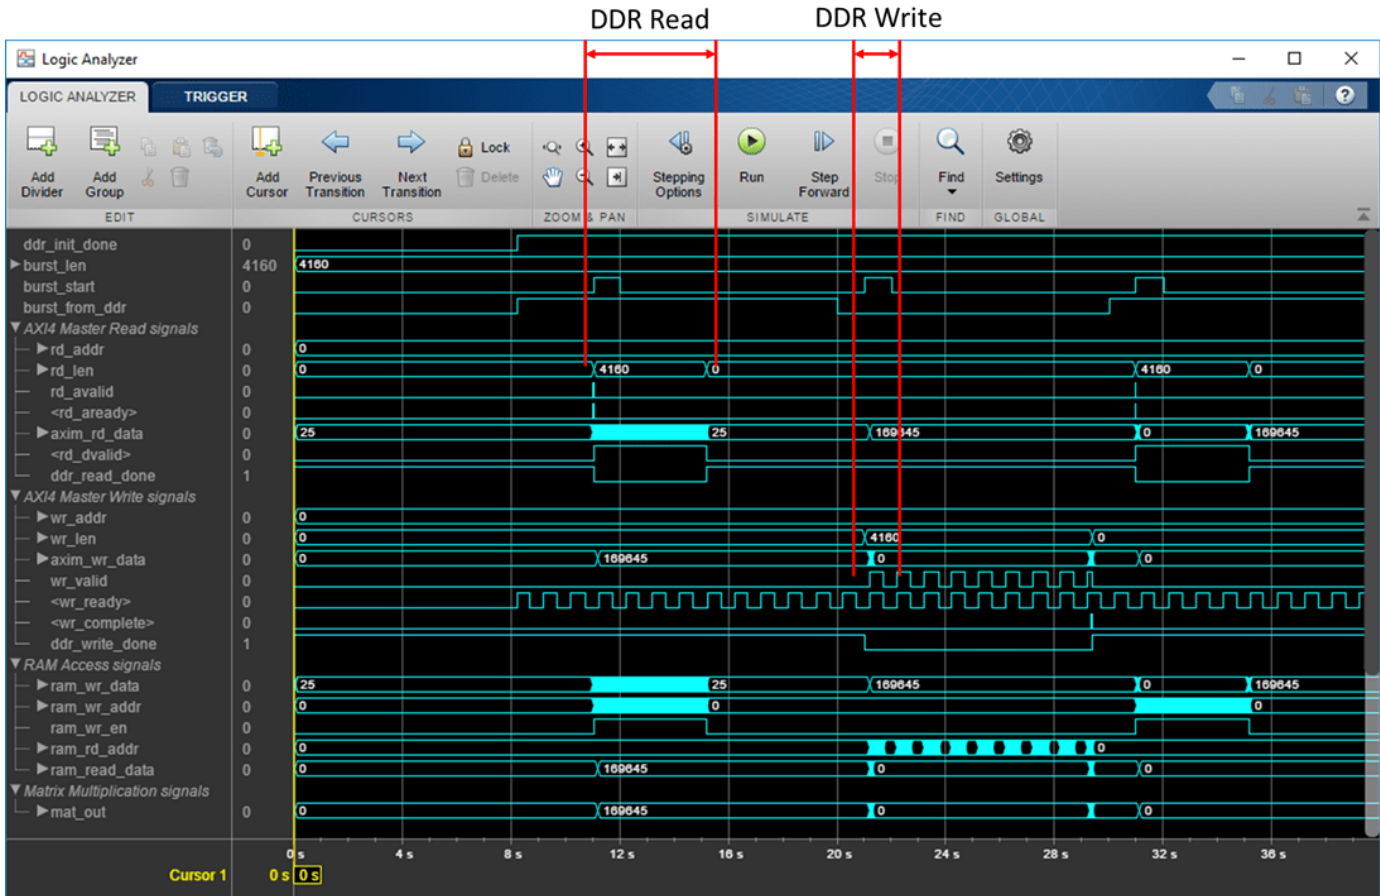 DDR Read DDR Write
Logic Analyzer
LOGIC ANALYZER TRIGGER
Lock
Delete
Add Divider Add Group Add Cursor Previous Transition Next Transition Stepping Options Run Step Forward Stop Find Settings
EDIT CURSORS ZOOM & PAN SIMULATE FIND GLOBAL
ddr_init_done 0
burst_len 4160 4160
burst_start 0
burst_from_ddr 0
AXI4 Master Read signals
rd_addr 0 0
rd_len 0 0 4160 0 4160 0
rd_avalid 0
<rd_aready> 0
axim_rd_data 0 25 25 169645 0 169645
<rd_dvalid> 0
ddr_read_done 1
AXI4 Master Write signals
wr_addr 0 0
wr_len 0 0 4160 0
axim_wr_data 0 0 169645 0 0
wr_valid 0
<wr_ready> 0
<wr_complete> 0
ddr_write_done 1
RAM Access signals
ram_wr_data 0 25 25 169645 0 169645
ram_wr_addr 0 0 0 0
ram_wr_en 0
ram_rd_addr 0 0 0
ram_read_data 0 0 169645 0 0
Matrix Multiplication signals
mat_out 0 0 169645 0 0
0 s 4 s 8 s 12 s 16 s 20 s 24 s 28 s 32 s 36 s
Cursor 1 0 s 0 s